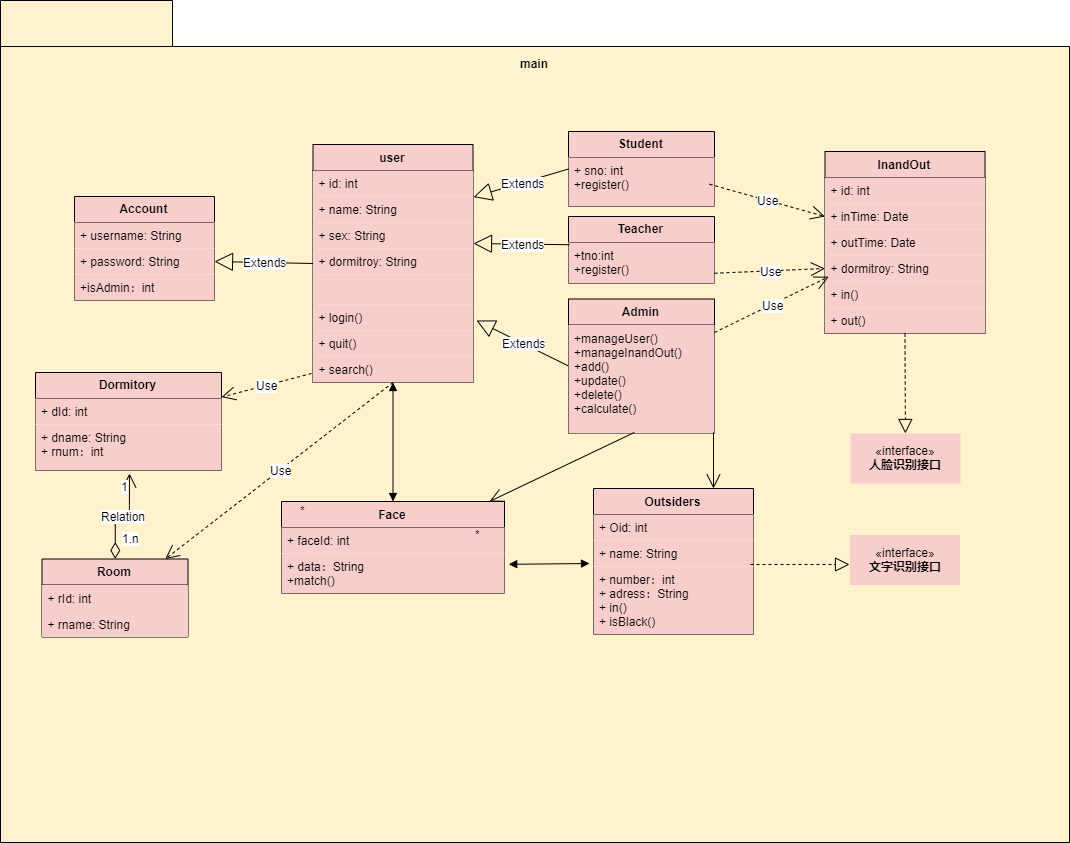 main
user
+ id: int
+ name: String
+ sex: String
+ dormitroy: String
+ login()
+ quit()
+ search()
Account
+ username: String
+ password: String
+isAdmin：int
Extends
Extends
Extends
Extends
Student
+ sno: int
+register()
Teacher
+tno:int
+register()
Admin
+manageUser()
+manageInandOut()
+add()
+update()
+delete()
+calculate()
Use
Use
Use
InandOut
+ id: int
+ inTime: Date
+ outTime: Date
+ dormitroy: String
+ in()
+ out()
Dormitory
+ dId: int
+ dname: String
+ rnum：int
Use
Use
1
Relation
1.n
Room
+ rId: int
+ rname: String
*
Face
*
+ faceId: int
+ data：String
+match()
Outsiders
+ Oid: int
+ name: String
+ number：int
+ adress：String
+ in()
+ isBlack()
«interface»
人脸识别接口
«interface»
文字识别接口